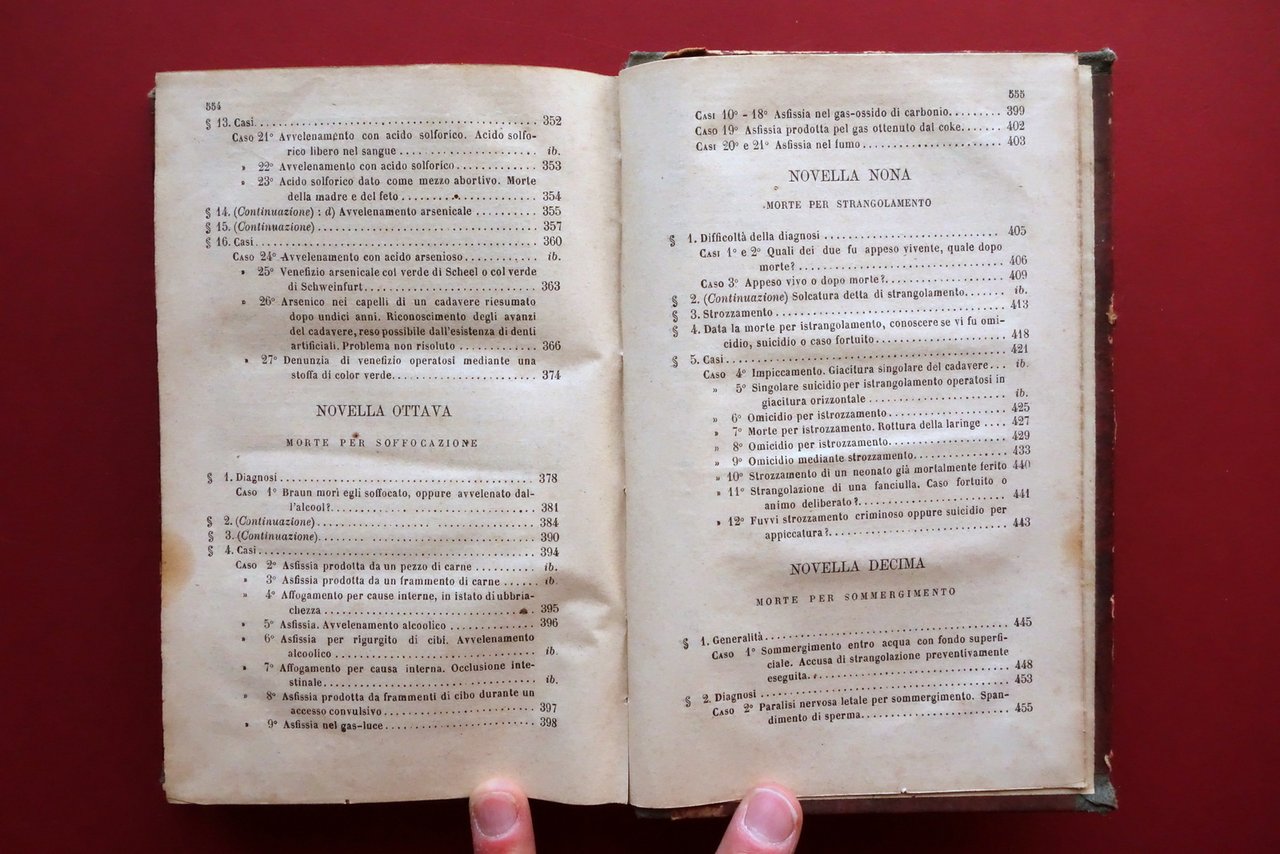 554
§ 13. Casi. 352
Caso 21° Avvelenamento con acido solforico. Acido solfo-
rico libero nel sangue ib.
» 22° Avvelenamento con acido solforico 353
» 23° Acido solforico dato come mezzo abortivo. Morte
della madre e del feto 354
§ 14. (Continuazione) : d) Avvelenamento arsenicale 355
§ 15. (Continuazione) 357
§ 16. Casi 360
Caso 24° Avvelenamento con acido arsenioso ib.
» 25° Venefizio arsenicale col verde di Scheel o col verde
di Schweinfurt 363
» 26° Arsenico nei capelli di un cadavere riesumato
dopo undici anni. Riconoscimento degli avanzi
del cadavere, reso possibile dall'esistenza di denti
artificiali. Problema non risoluto 366
» 27° Denunzia di venefizio operatosi mediante una
stoffa di color verde 374
NOVELLA OTTAVA
MORTE PER SOFFOCAZIONE
§ 1. Diagnosi 378
Caso 1° Braun morì egli soffocato, oppure avvelenato dal-
l'alcool? 381
§ 2. (Continuazione) 384
§ 3. (Continuazione) 390
§ 4. Casi 394
Caso 2° Asfissia prodotta da un pezzo di carne ib.
» 3° Asfissia prodotta da un frammento di carne ib.
» 4° Affogamento per cause interne, in istato di ubbria-
chezza 395
» 5° Asfissia. Avvelenamento alcoolico 396
» 6° Asfissia per rigurgito di cibi. Avvelenamento
alcoolico ib.
» 7° Affogamento per causa interna. Occlusione inte-
stinale ib.
» 8° Asfissia prodotta da frammenti di cibo durante un
accesso convulsivo 397
» 9° Asfissia nel gas-luce 398
555
Casi 10° - 18° Asfissia nel gas-ossido di carbonio 399
Caso 19° Asfissia prodotta pel gas ottenuto dal coke 402
Casi 20° e 21° Asfissia nel fumo 403
NOVELLA NONA
MORTE PER STRANGOLAMENTO
§ 1. Difficoltà della diagnosi 405
Casi 1° e 2° Quali dei due fu appeso vivente, quale dopo
morte? 406
Caso 3° Appeso vivo o dopo morte? 409
§ 2. (Continuazione) Solcatura detta di strangolamento ib.
§ 3. Strozzamento 413
§ 4. Data la morte per istrangolamento, conoscere se vi fu omi-
cidio, suicidio o caso fortuito 418
§ 5. Casi 421
Caso 4° Impiccamento. Giacitura singolare del cadavere ib.
» 5° Singolare suicidio per istrangolamento operatosi in
giacitura orizzontale ib.
» 6° Omicidio per istrozzamento 425
» 7° Morte per istrozzamento. Rottura della laringe 427
» 8° Omicidio per istrozzamento 429
» 9° Omicidio mediante strozzamento 433
» 10° Strozzamento di un neonato già mortalmente ferito 440
» 11° Strangolazione di una fanciulla. Caso fortuito o
animo deliberato? 441
» 12° Fuvvi strozzamento criminoso oppure suicidio per
appiccatura? 443
NOVELLA DECIMA
MORTE PER SOMMERGIMENTO
§ 1. Generalità 445
Caso 1° Sommergimento entro acqua con fondo superfi-
ciale. Accusa di strangolazione preventivamente
eseguita. 448
§ 2. Diagnosi 453
Caso 2° Paralisi nervosa letale per sommergimento. Span-
dimento di sperma 455